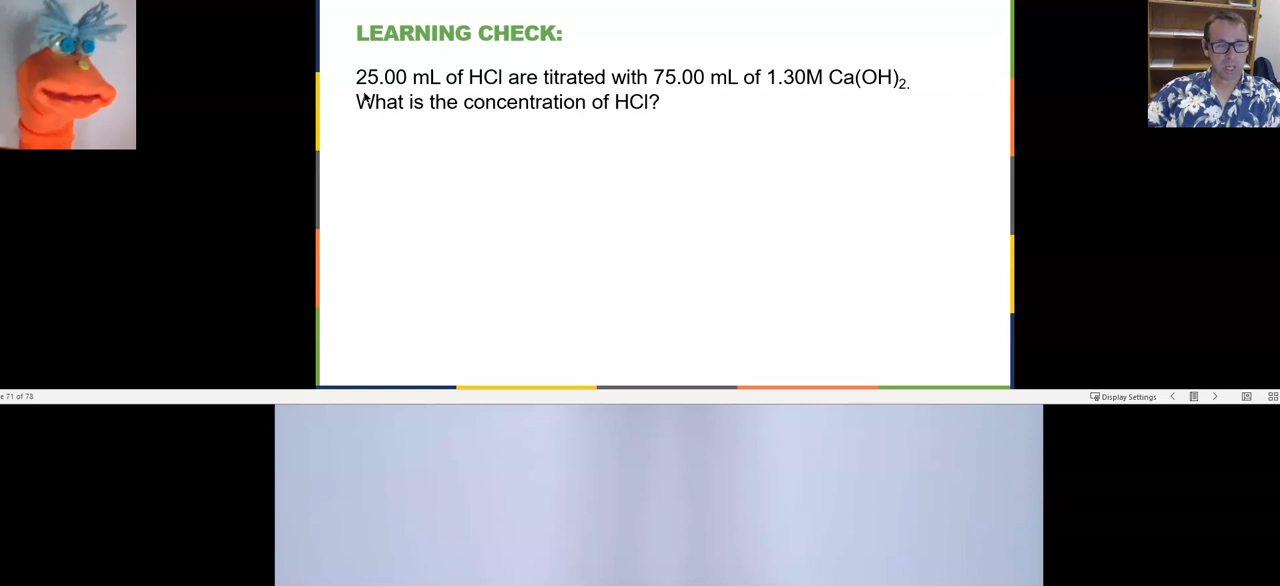 LEARNING CHECK:
25.00 mL of HCl are titrated with 75.00 mL of 1.30M Ca(OH)2.
What is the concentration of HCl?
e 71 of 78
Display Settings